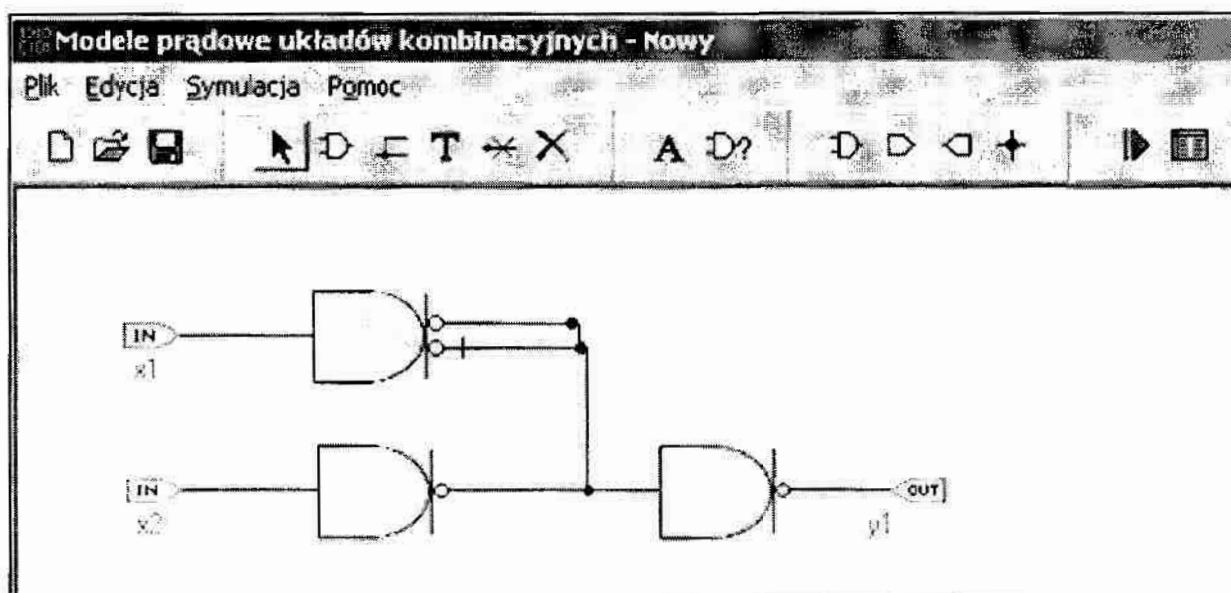 Modele prądowe układów kombinacyjnych - Nowy
Plik Edycja Symulacja Pomoc
T A ?
IN
x1
IN
x2
OUT
y1